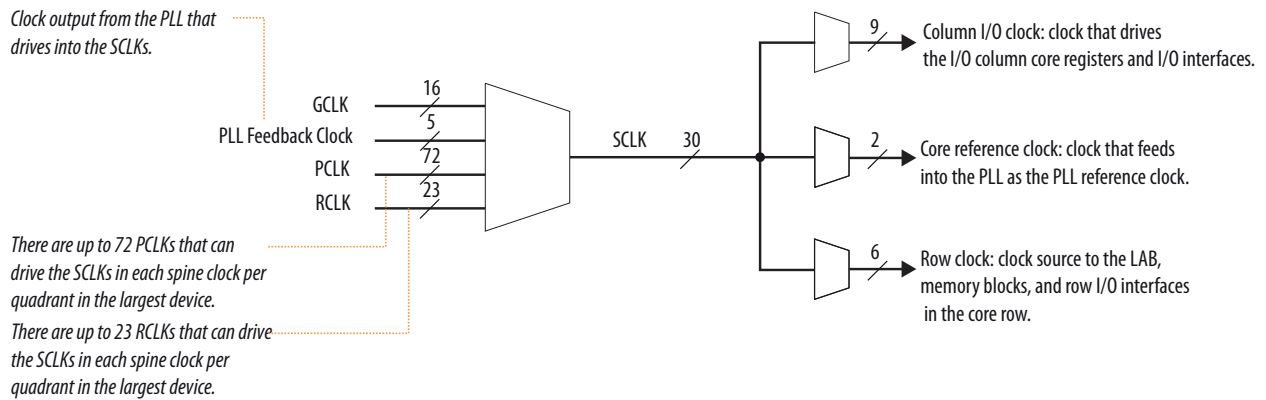 Clock output from the PLL that
drives into the SCLKs.
GCLK
16
PLL Feedback Clock
5
PCLK
72
RCLK
23
SCLK
30
9
Column I/O clock: clock that drives
the I/O column core registers and I/O interfaces.
2
Core reference clock: clock that feeds
into the PLL as the PLL reference clock.
6
Row clock: clock source to the LAB,
memory blocks, and row I/O interfaces
in the core row.
There are up to 72 PCLKs that can
drive the SCLKs in each spine clock per
quadrant in the largest device.
There are up to 23 RCLKs that can drive
the SCLKs in each spine clock per
quadrant in the largest device.